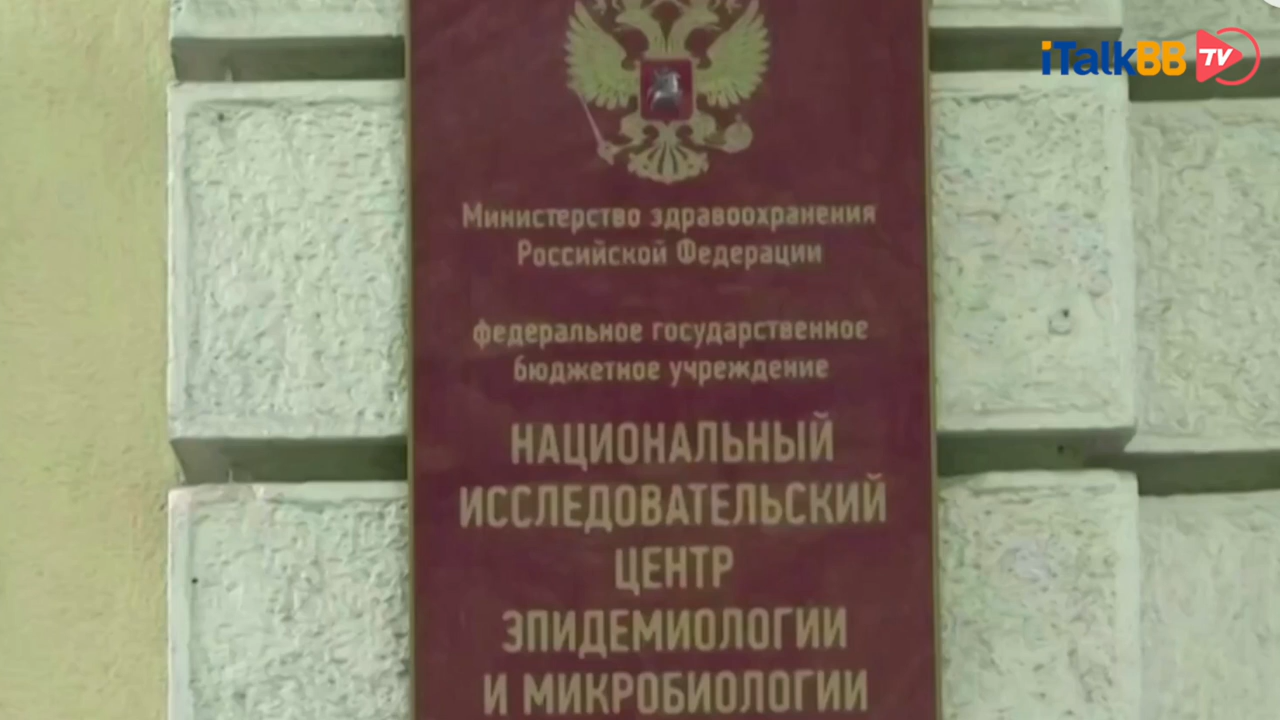 iTalkBB TV
Министерство здравоохранения
Российской Федерации
федеральное государственное
бюджетное учреждение
НАЦИОНАЛЬНЫЙ
ИССЛЕДОВАТЕЛЬСКИЙ
ЦЕНТР
ЭПИДЕМИОЛОГИИ
И МИКРОБИОЛОГИИ